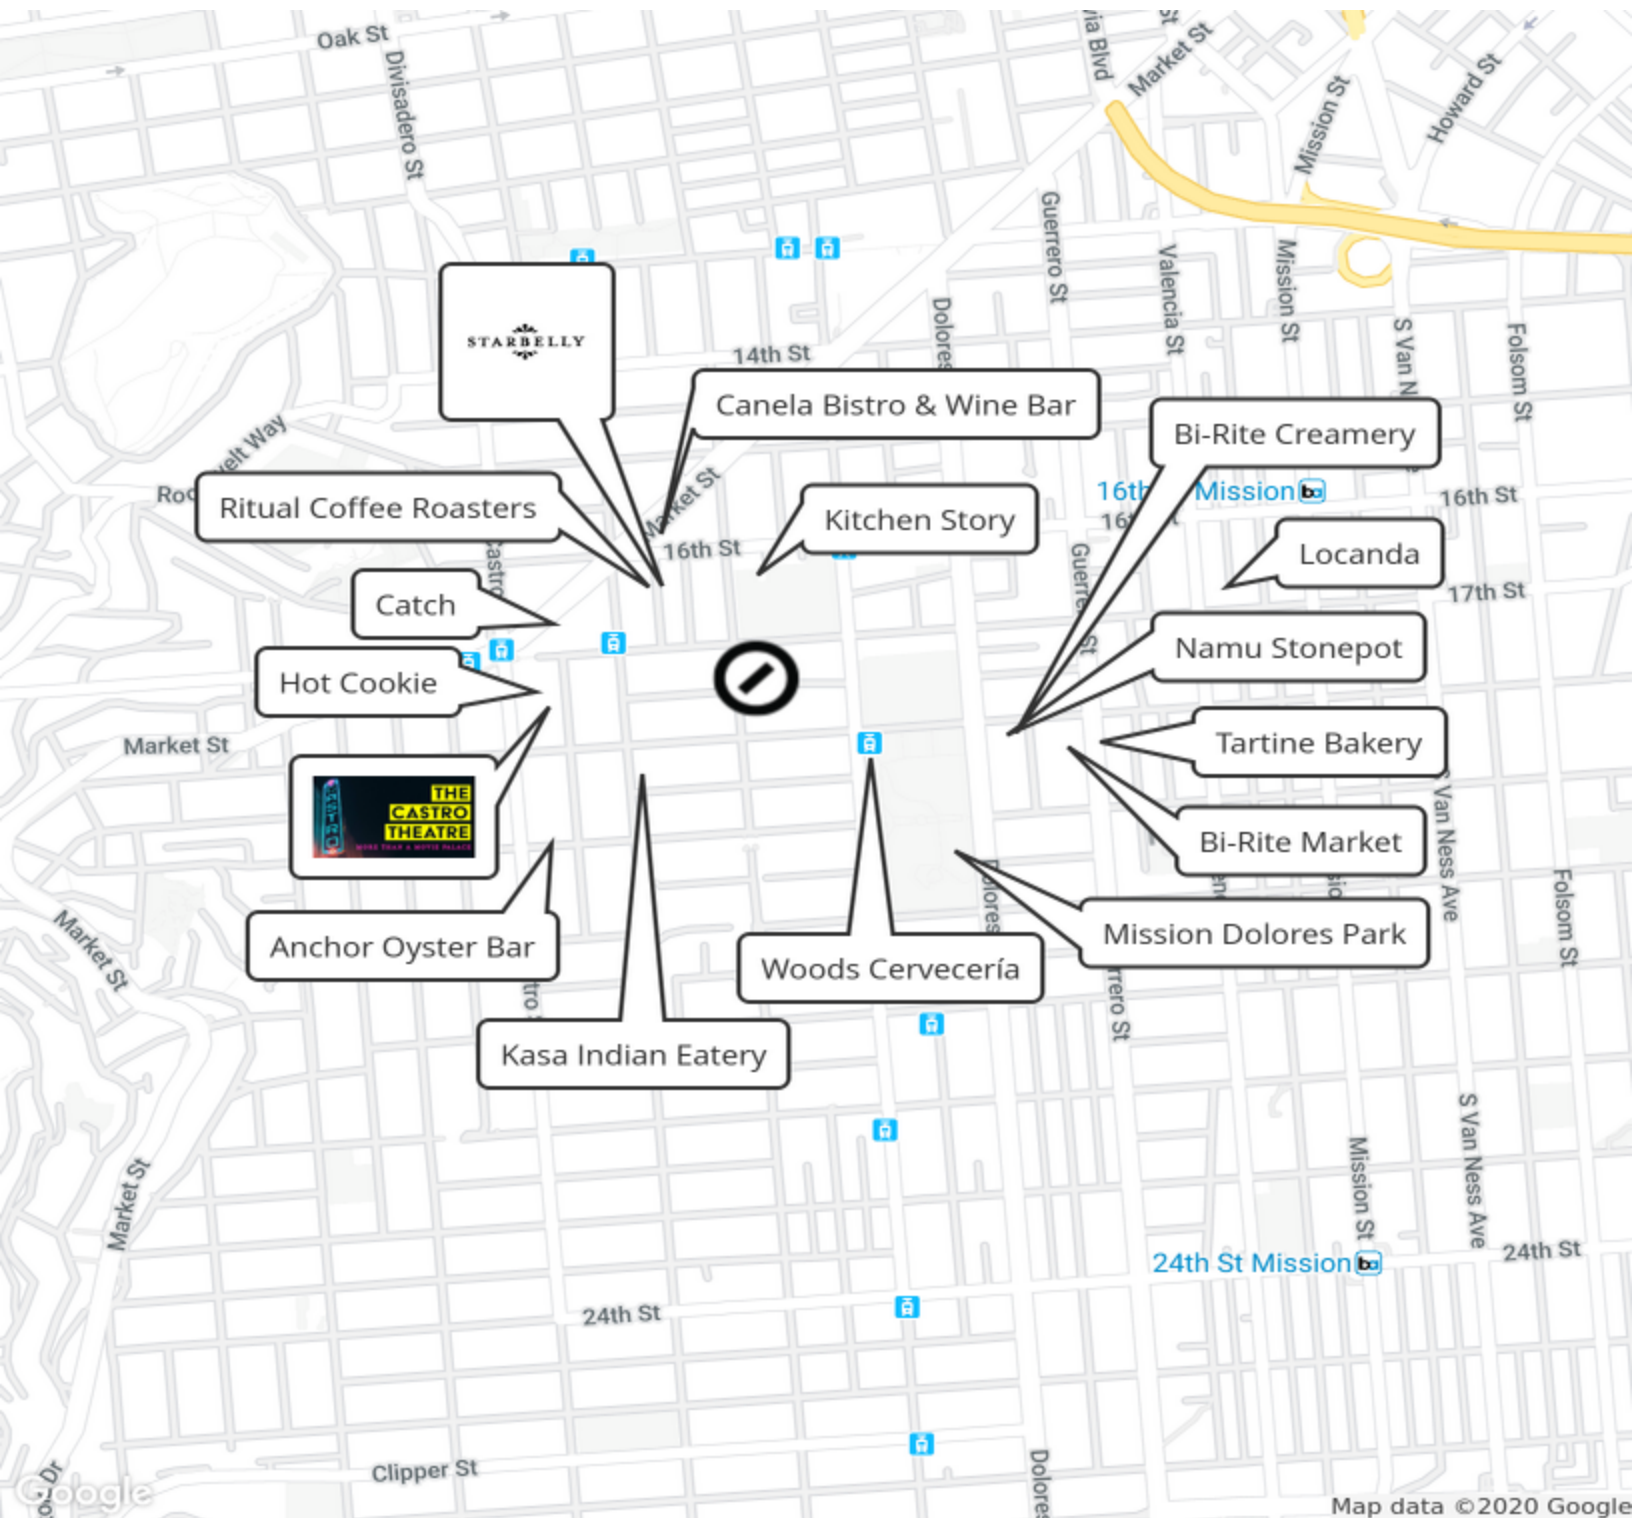 Oak St
Divisadero St
Market St
Mission St
Howard St
Guerrero St
Valencia St
Mission St
Folsom St
STARBELLY
14th St
Dolores
Canela Bistro & Wine Bar
Bi-Rite Creamery
Ritual Coffee Roasters
Market St
16th St
Kitchen Story
Mission
16th St
Locanda
17th St
Catch
Namu Stonepot
Hot Cookie
Market St
Tartine Bakery
THE
CASTRO
THEATRE
MORE THAN A MOVIE PALACE
Bi-Rite Market
Van Ness Ave
Folsom St
Market St
Anchor Oyster Bar
Dolores
Mission Dolores Park
Woods Cervecería
Kasa Indian Eatery
Market St
Mission St
S Van Ness Ave
24th St Mission
24th St
24th St
Clipper St
Dolores
Google
Map data ©2020 Google